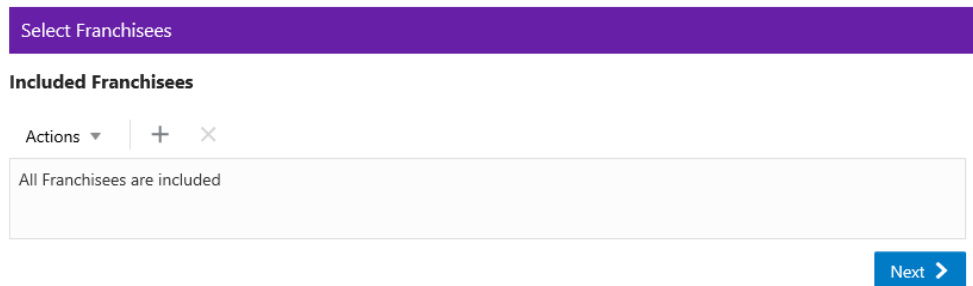 Select Franchisees
Included Franchisees
Actions
All Franchisees are included
Next